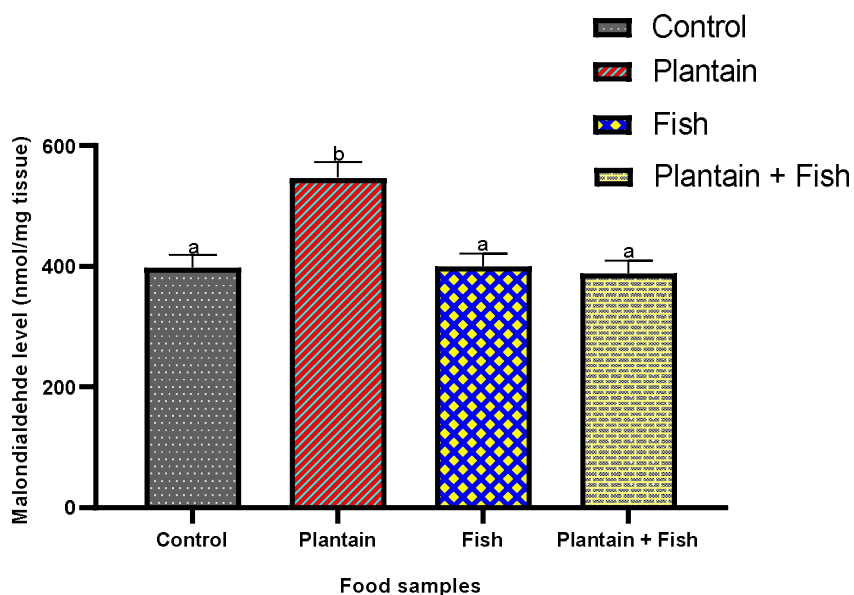 Control
Plantain
Fish
Plantain + Fish
Malondialdehde level (nmol/mg tissue)
600
400
200
0
a
b
a
a
Control
Plantain
Fish
Plantain + Fish
Food samples